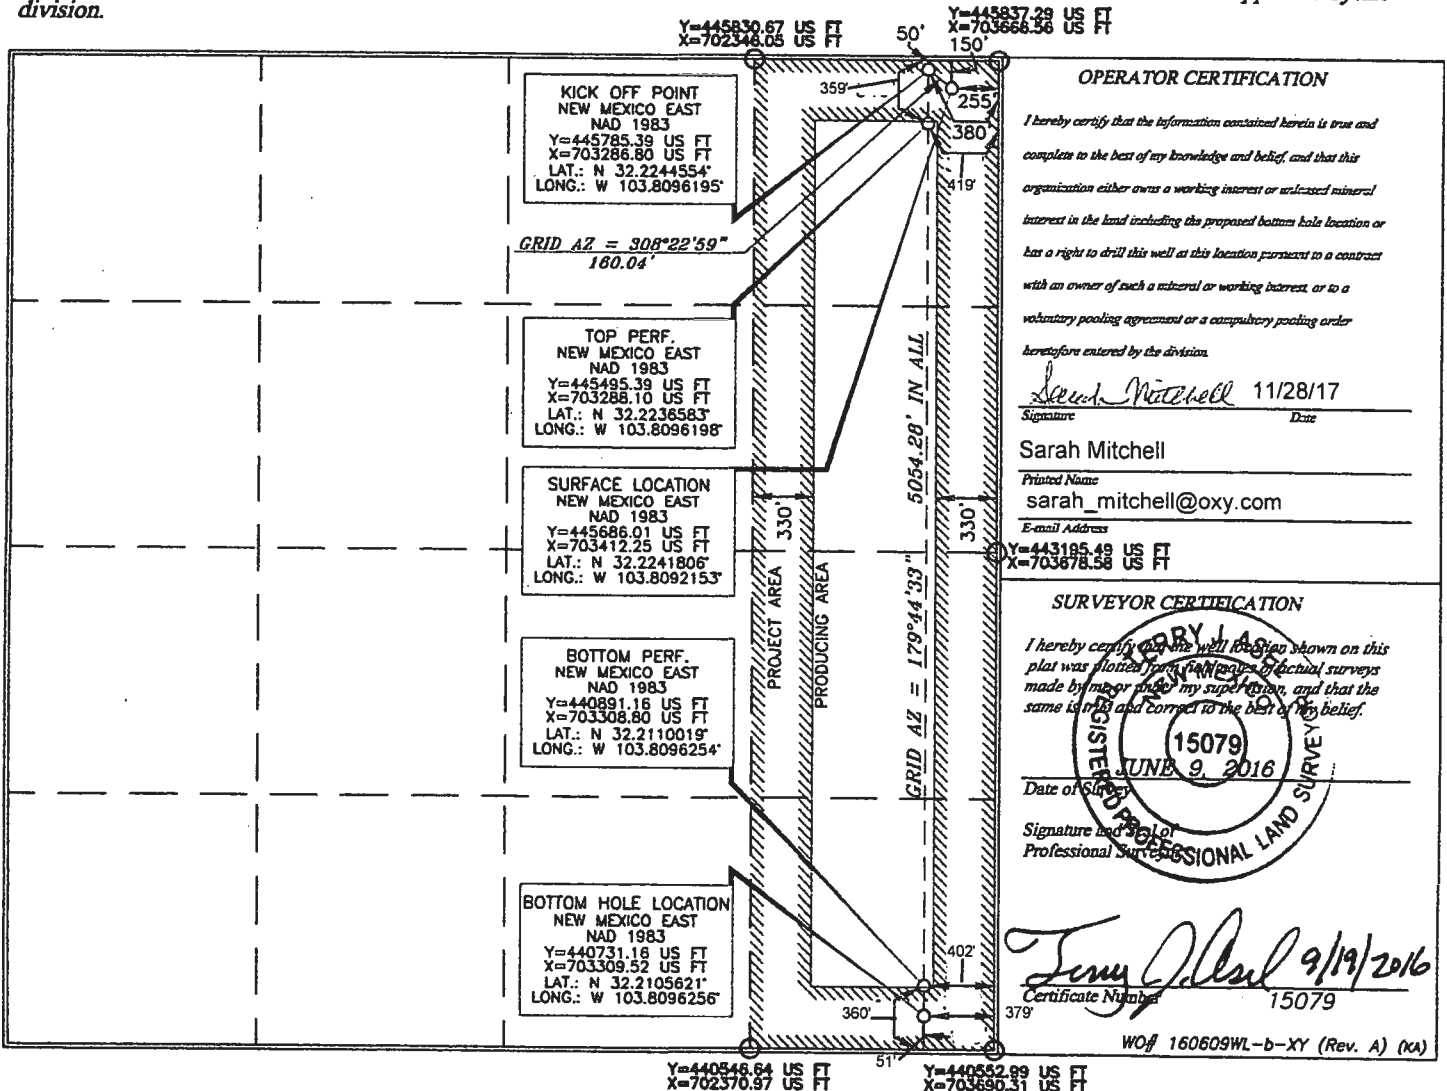 division.
Y=445830.67 US FT
X=702346.05 US FT
Y=445837.29 US FT
X=703666.56 US FT
50'
150'
359'
255'
380'
419'
KICK OFF POINT
NEW MEXICO EAST
NAD 1983
Y=445785.39 US FT
X=703286.80 US FT
LAT.: N 32.2244554°
LONG.: W 103.8096195°
GRID AZ = 308°22'59"
160.04'
TOP PERF.
NEW MEXICO EAST
NAD 1983
Y=445495.39 US FT
X=703288.10 US FT
LAT.: N 32.2236583°
LONG.: W 103.8096198°
SURFACE LOCATION
NEW MEXICO EAST
NAD 1983
Y=445686.01 US FT
X=703412.25 US FT
LAT.: N 32.2241806°
LONG.: W 103.8092153°
BOTTOM PERF.
NEW MEXICO EAST
NAD 1983
Y=440891.16 US FT
X=703308.80 US FT
LAT.: N 32.2110019°
LONG.: W 103.8096254°
BOTTOM HOLE LOCATION
NEW MEXICO EAST
NAD 1983
Y=440731.16 US FT
X=703309.52 US FT
LAT.: N 32.2105621°
LONG.: W 103.8096256°
PROJECT AREA
330'
PRODUCING AREA
GRID AZ = 179°44'33" 5054.28' IN ALL
330'
402'
360'
379'
51'
Y=440546.64 US FT
X=702370.97 US FT
Y=440552.99 US FT
X=703690.31 US FT
OPERATOR CERTIFICATION
I hereby certify that the information contained herein is true and
complete to the best of my knowledge and belief, and that this
organization either owns a working interest or unleased mineral
interest in the land including the proposed bottom hole location or
has a right to drill this well at this location pursuant to a contract
with an owner of such a mineral or working interest, or to a
voluntary pooling agreement or a compulsory pooling order
heretofore entered by the division.
Sarah Mitchell 11/28/17
Signature Date
Sarah Mitchell
Printed Name
sarah_mitchell@oxy.com
E-mail Address
Y=443195.49 US FT
X=703678.58 US FT
SURVEYOR CERTIFICATION
I hereby certify that the well location shown on this
plat was plotted from field notes of actual surveys
made by me or under my supervision, and that the
same is true and correct to the best of my belief.
TERRY J. ASEL
NEW MEXICO
15079
REGISTERED PROFESSIONAL LAND SURVEYOR
JUNE 9, 2016
Date of Survey
Signature and Seal of
Professional Surveyor
Terry J. Asel 9/19/2016
Certificate Number 15079
WO# 160609WL-b-XY (Rev. A) (KA)